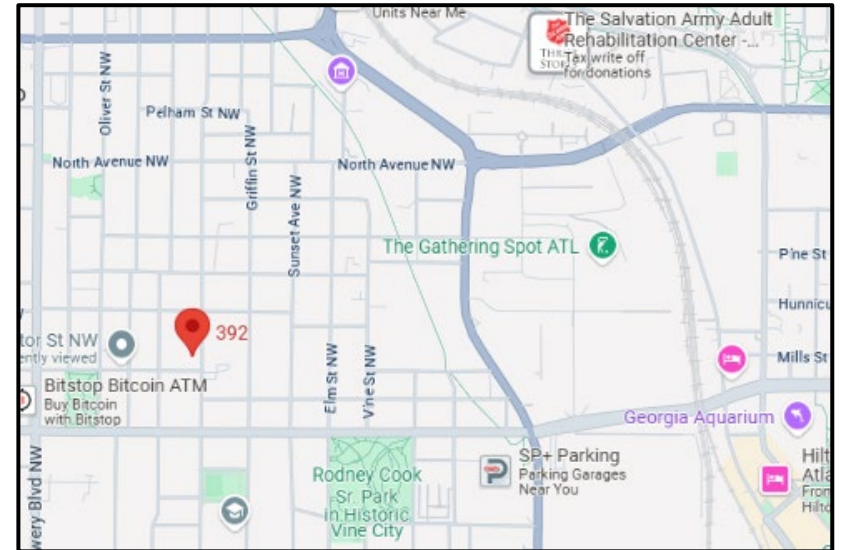 Units Near Me
The Salvation Army Adult
Rehabilitation Center -...
Tax write off
for donations
THR
STO
Oliver St NW
Pelham St NW
Griffin St NW
North Avenue NW
North Avenue NW
Sunset Ave NW
The Gathering Spot ATL
Pine St
Hunnicu
392
tor St NW
ently viewed
Mills St
Bitstop Bitcoin ATM
Buy Bitcoin
with Bitstop
Elm St NW
Vine St NW
Georgia Aquarium
SP+ Parking
Parking Garages
Near You
Hilt
Atla
From
Hilto
Rodney Cook
Sr. Park
in Historic
Vine City
wery Blvd NW